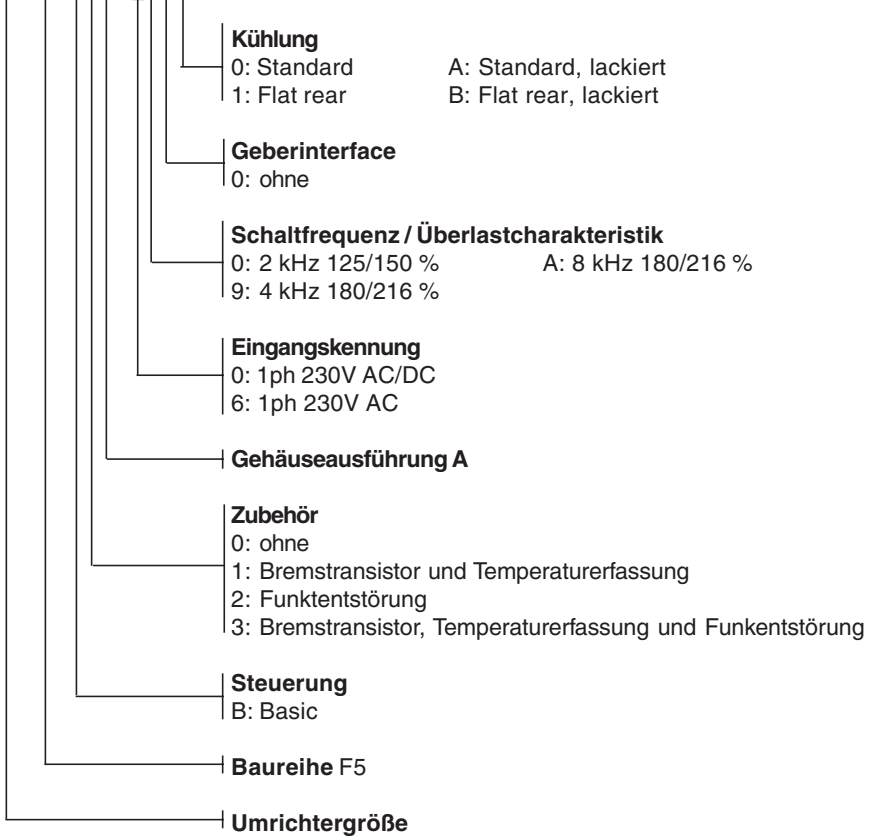 Kühlung
0: Standard A: Standard, lackiert
1: Flat rear B: Flat rear, lackiert
Geberinterface
0: ohne
Schaltfrequenz / Überlastcharakteristik
0: 2 kHz 125/150 % A: 8 kHz 180/216 %
9: 4 kHz 180/216 %
Eingangskennung
0: 1ph 230V AC/DC
6: 1ph 230V AC
Gehäuseausführung A
Zubehör
0: ohne
1: Bremstransistor und Temperaturerfassung
2: Funktentstörung
3: Bremstransistor, Temperaturerfassung und Funkentstörung
Steuerung
B: Basic
Baureihe F5
Umrichtergröße